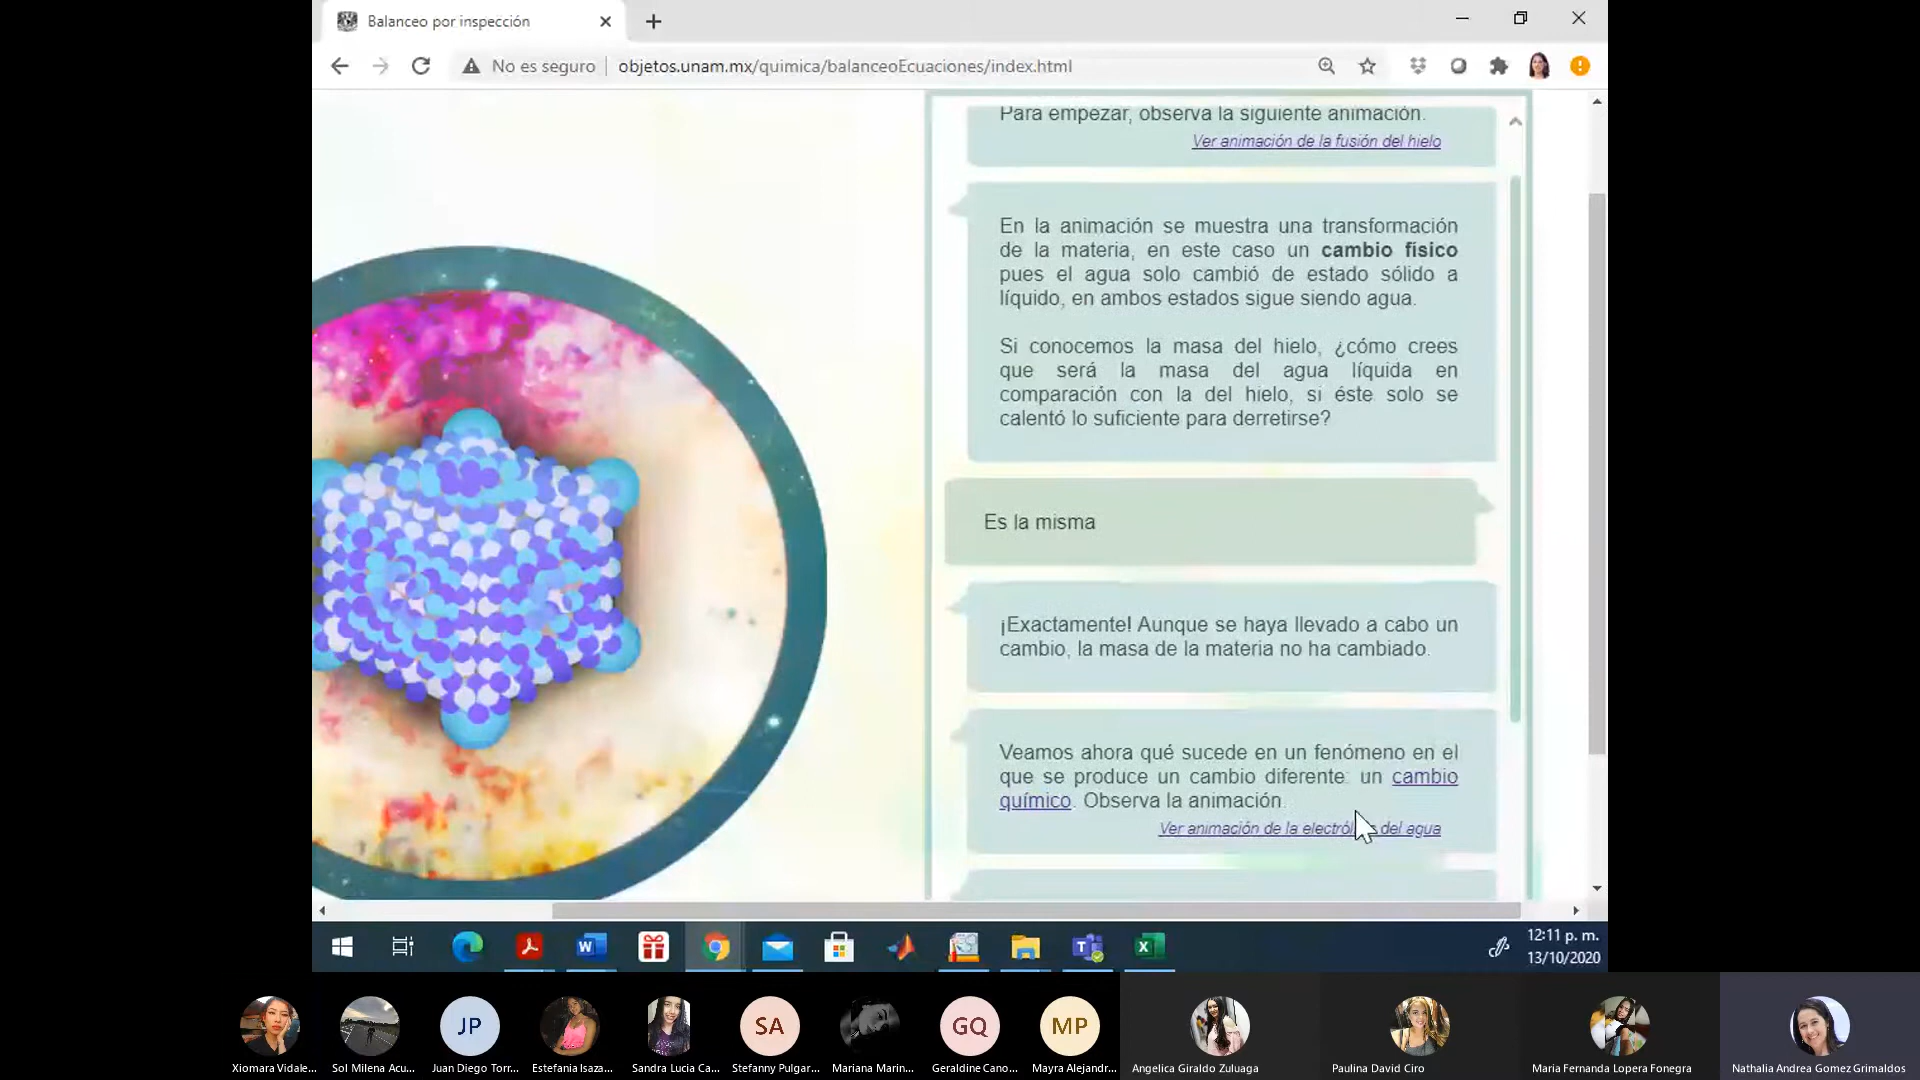 Balanceo por inspección
No es seguro
objetos.unam.mx/quimica/balanceoEcuaciones/index.html
Para empezar, observa la siguiente animación.
Ver animación de la fusión del hielo
En la animación se muestra una transformación
de la materia, en este caso un cambio físico
pues el agua solo cambió de estado sólido a
líquido, en ambos estados sigue siendo agua.
Si conocemos la masa del hielo, ¿cómo crees
que será la masa del agua líquida en
comparación con la del hielo, si éste solo se
calentó lo suficiente para derretirse?
Es la misma
¡Exactamente! Aunque se haya llevado a cabo un
cambio, la masa de la materia no ha cambiado.
Veamos ahora qué sucede en un fenómeno en el
que se produce un cambio diferente: un cambio
químico. Observa la animación.
Ver animación de la del agua
12:11 p. m.
13/10/2020
JP
SA
GQ
MP
Xiomara Vidale...
Sol Milena Acu...
Juan Diego Torr...
Estefania Isaza...
Sandra Lucia Ca...
Stefanny Pulgar...
Mariana Marin...
Geraldine Cano...
Mayra Alejandr...
Angelica Giraldo Zuluaga
Paulina David Ciro
Maria Fernanda Lopera Fonegra
Nathalia Andrea Gomez Grimaldos